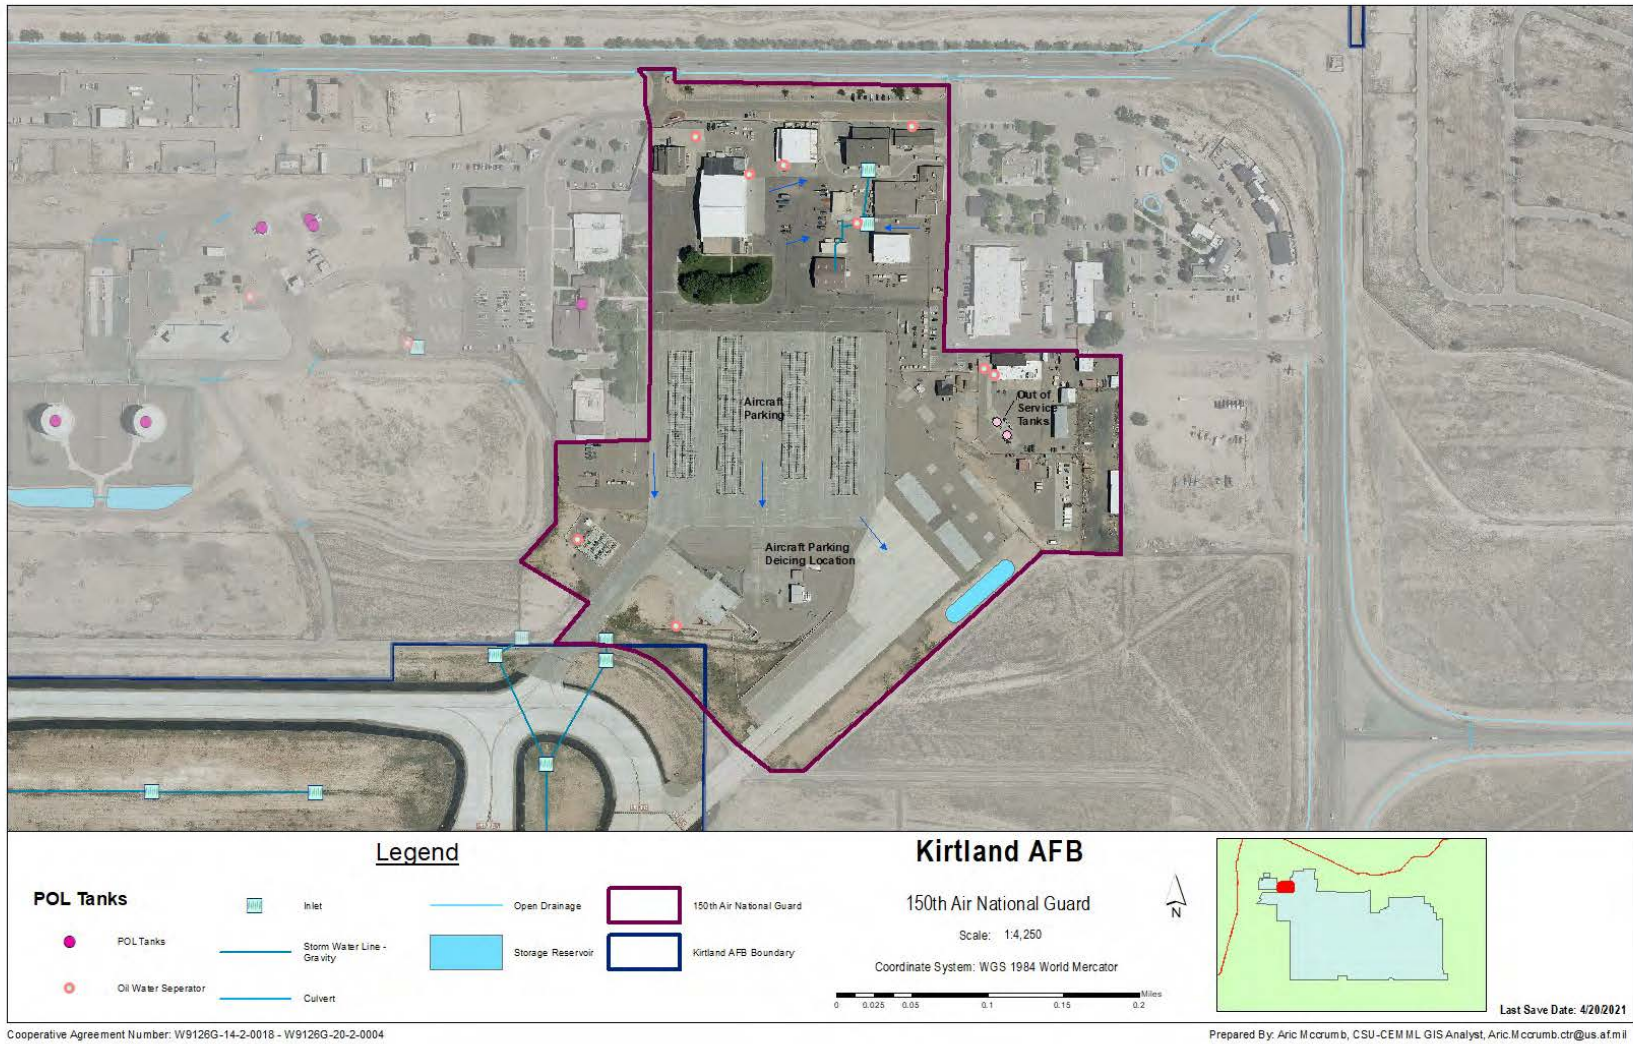 Aircraft
Parking
Out of
Service
Tanks
Aircraft Parking
Deicing Location
Legend
POL Tanks
POL Tanks
Oil Water Seperator
Inlet
Storm Water Line -
Gravity
Culvert
Open Drainage
Storage Reservoir
150th Air National Guard
Kirtland AFB Boundary
Kirtland AFB
150th Air National Guard
Scale: 1:4,250
Coordinate System: WGS 1984 World Mercator
Miles
0 0.025 0.05 0.1 0.15 0.2
N
Last Save Date: 4/20/2021
Cooperative Agreement Number: W9126G-14-2-0018 - W9126G-20-2-0004
Prepared By: Aric Mccrumb, CSU-CEMML GIS Analyst, Aric.Mccrumb.ctr@us.af.mil